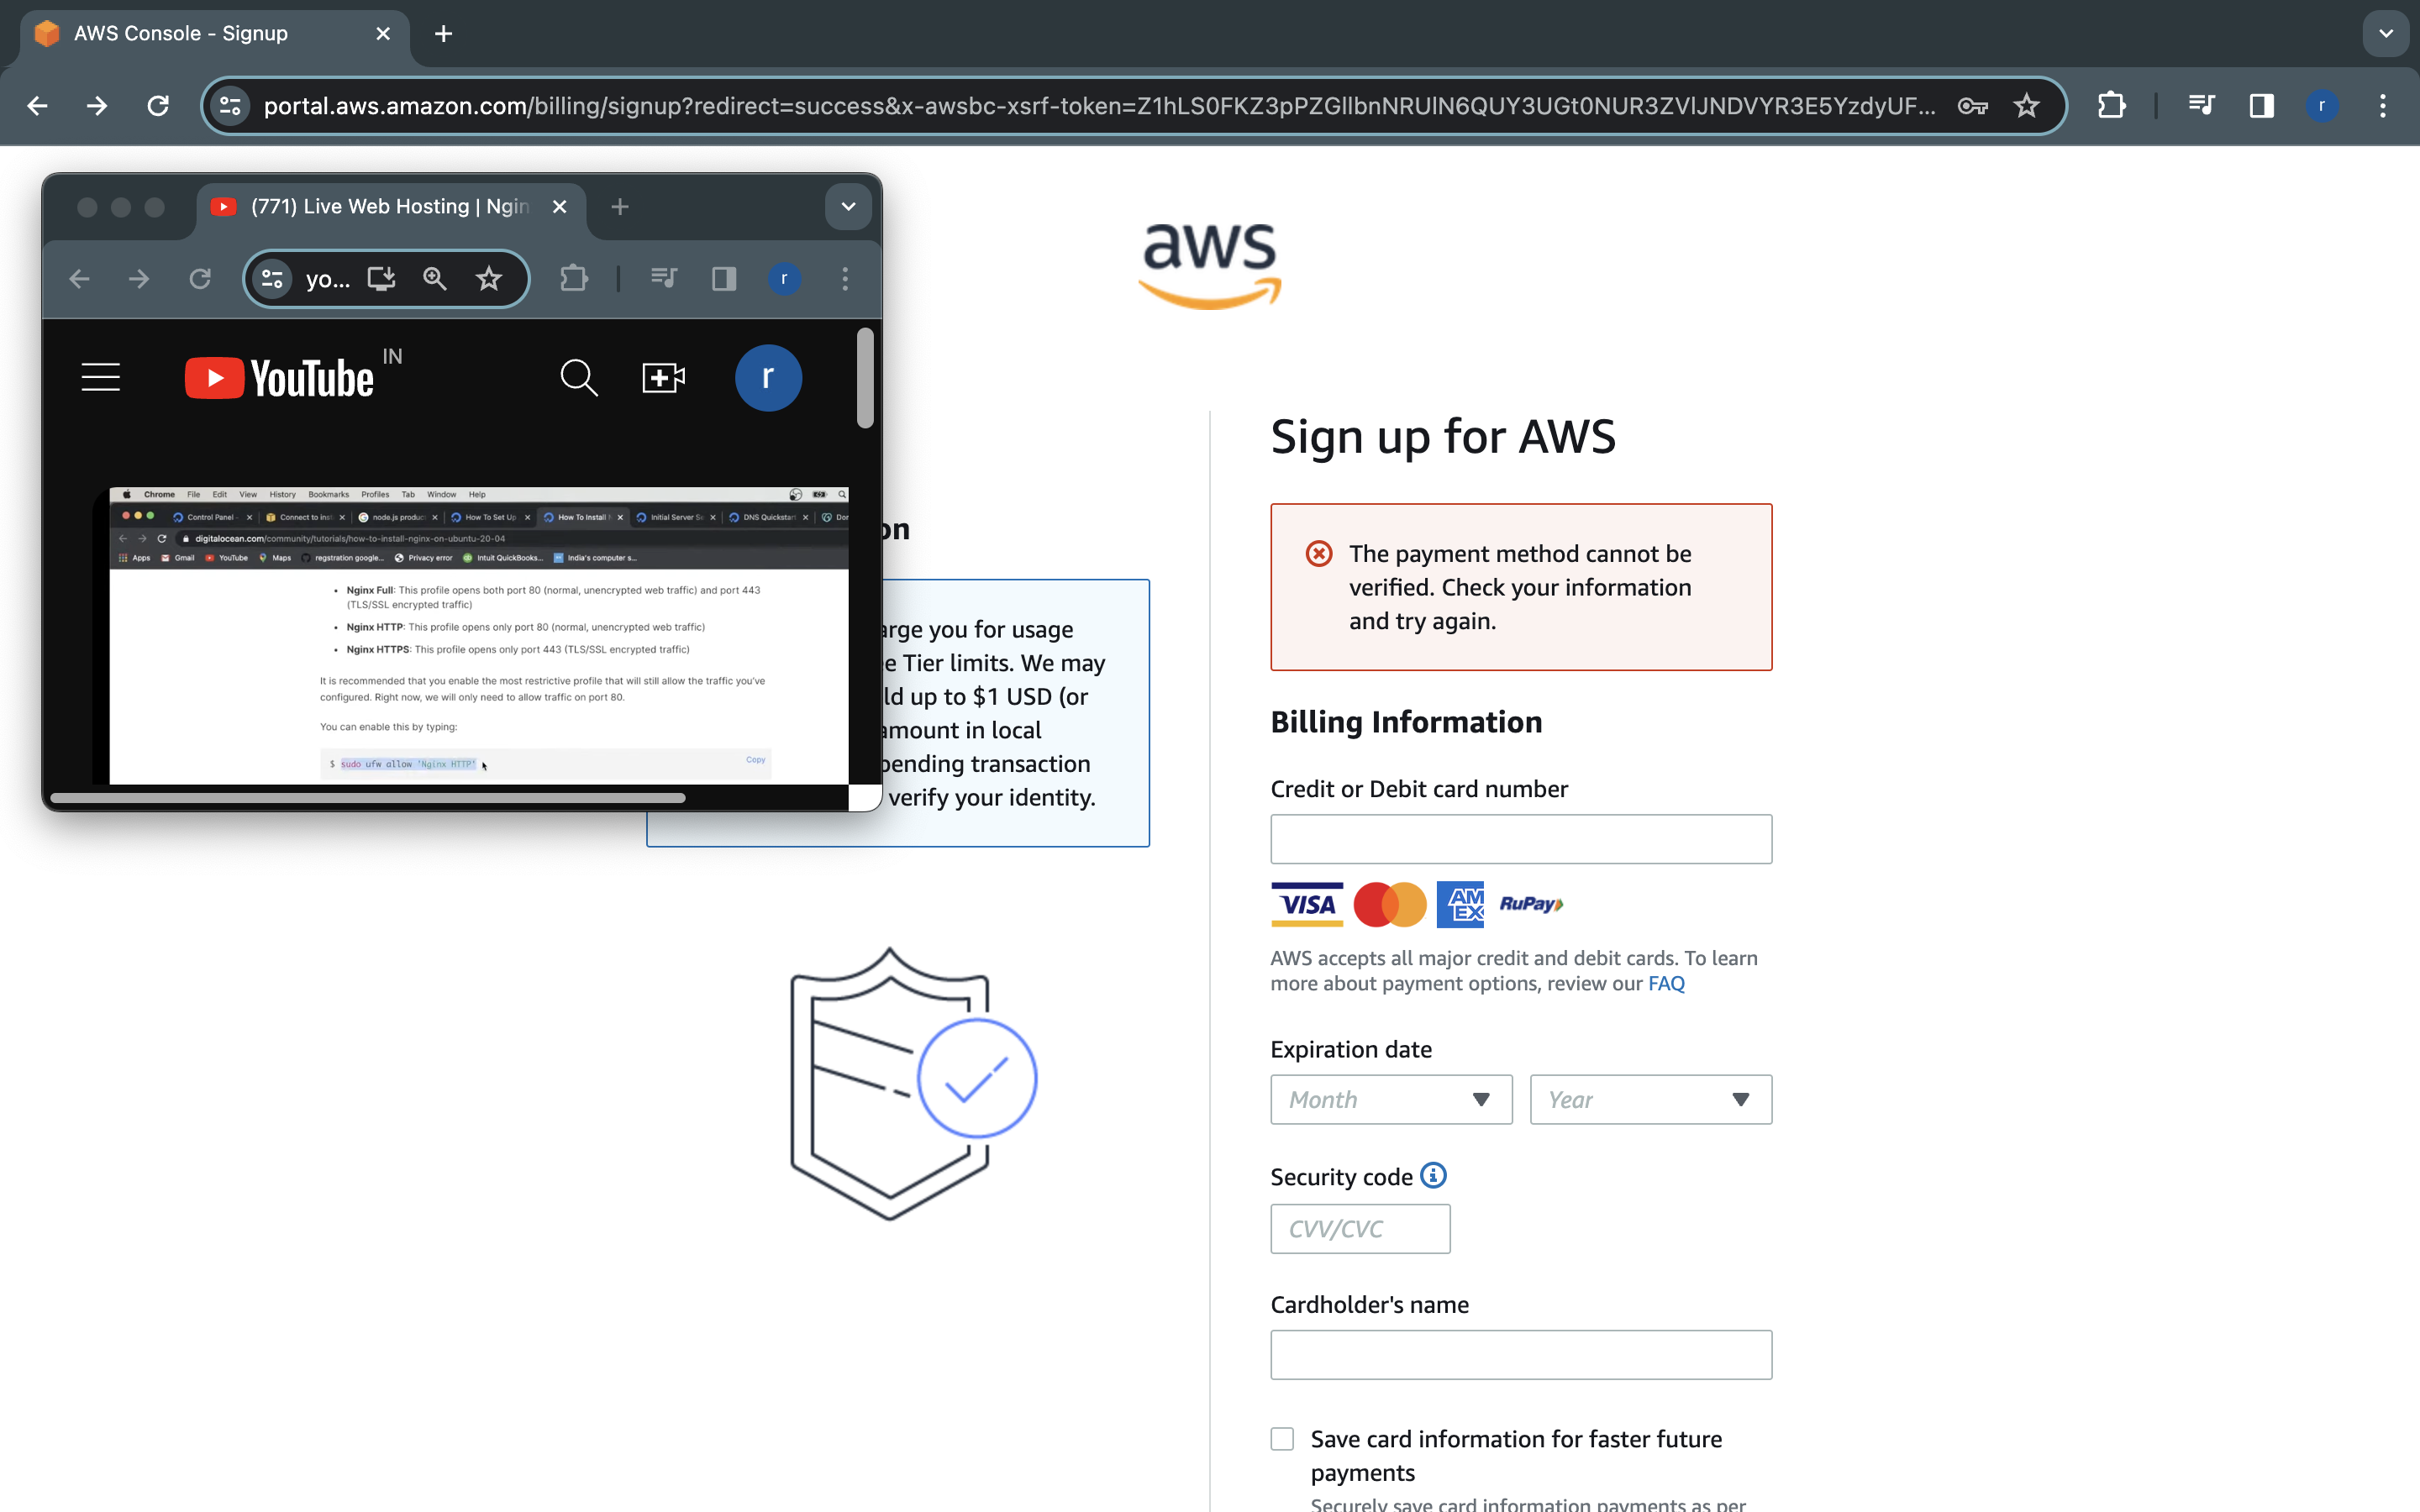 AWS Console - Signup
portal.aws.amazon.com/billing/signup?redirect=success&x-awsbc-xsrf-token=Z1hLS0FKZ3pPZGllbnNRUlN6QUY3UGt0NUR3ZVlJNDVYR3E5YzdyUF...
r
(771) Live Web Hosting | Ngin
yo...
r
YouTube IN
r
Chrome File Edit View History Bookmarks Profiles Tab Window Help
Control Panel - Connect to inst node.js produc How To Set Up How To Install N Initial Server Se DNS Quickstart Dor
digitalocean.com/community/tutorials/how-to-install-nginx-on-ubuntu-20-04
Apps Gmail YouTube Maps regstration google... Privacy error Intuit QuickBooks... India's computer s...
• Nginx Full: This profile opens both port 80 (normal, unencrypted web traffic) and port 443
(TLS/SSL encrypted traffic)
• Nginx HTTP: This profile opens only port 80 (normal, unencrypted web traffic)
• Nginx HTTPS: This profile opens only port 443 (TLS/SSL encrypted traffic)
It is recommended that you enable the most restrictive profile that will still allow the traffic you've
configured. Right now, we will only need to allow traffic on port 80.
You can enable this by typing:
$ sudo ufw allow 'Nginx HTTP'
Copy
aws
on
arge you for usage
e Tier limits. We may
ld up to $1 USD (or
amount in local
pending transaction
verify your identity.
Sign up for AWS
The payment method cannot be
verified. Check your information
and try again.
Billing Information
Credit or Debit card number
VISA AMEX RuPay
AWS accepts all major credit and debit cards. To learn
more about payment options, review our FAQ
Expiration date
Month Year
Security code
CVV/CVC
Cardholder's name
Save card information for faster future
payments
Securely save card information payments as per